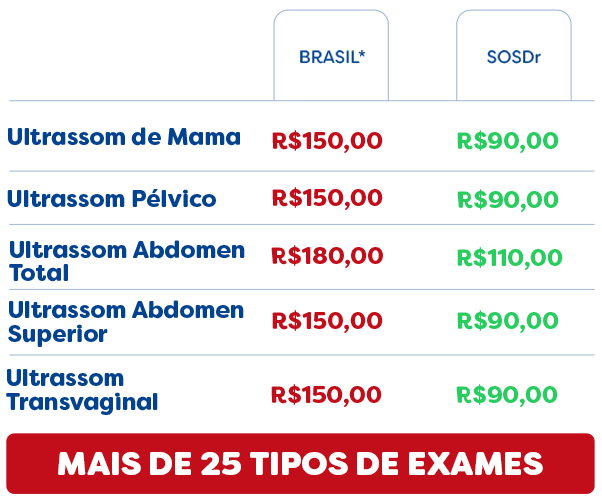 BRASIL* SOSDr
Ultrassom de Mama R$150,00 R$90,00
Ultrassom Pélvico R$150,00 R$90,00
Ultrassom Abdomen
Total R$180,00 R$110,00
Ultrassom Abdomen
Superior R$150,00 R$90,00
Ultrassom
Transvaginal R$150,00 R$90,00
MAIS DE 25 TIPOS DE EXAMES